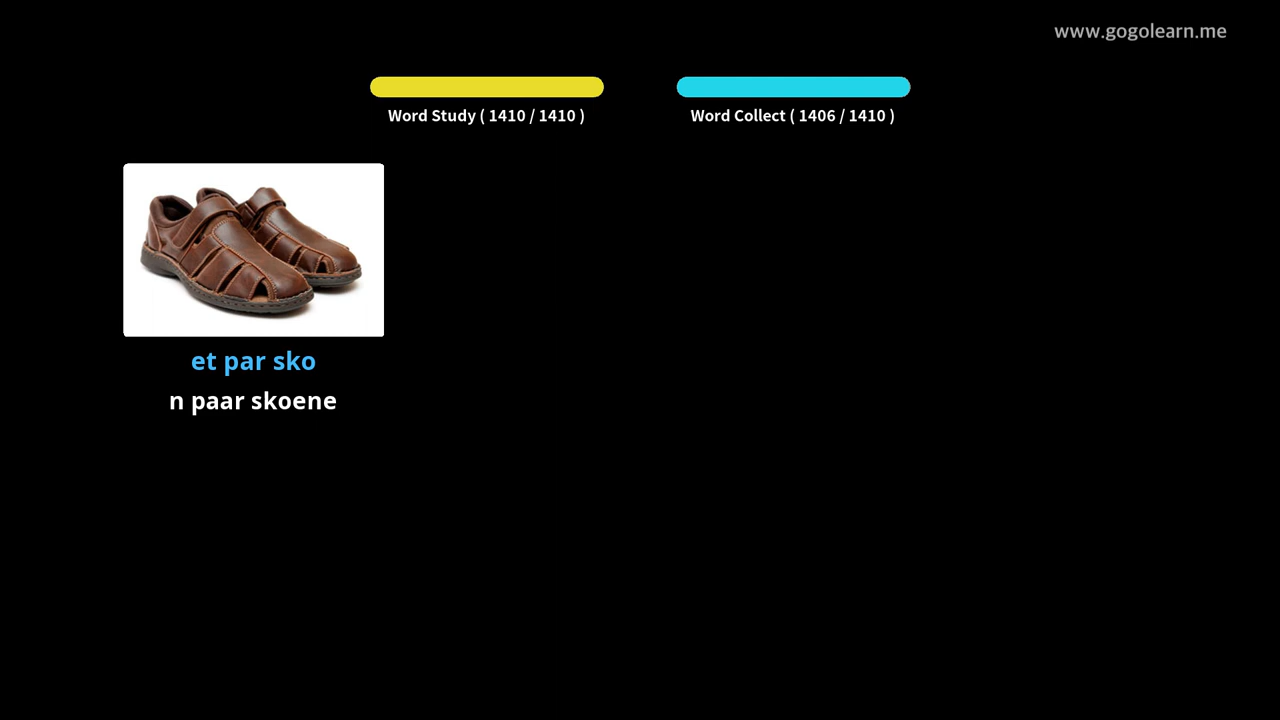 www.gogolearn.me
Word Study ( 1410 / 1410 )
Word Collect ( 1406 / 1410 )
et par sko
n paar skoene